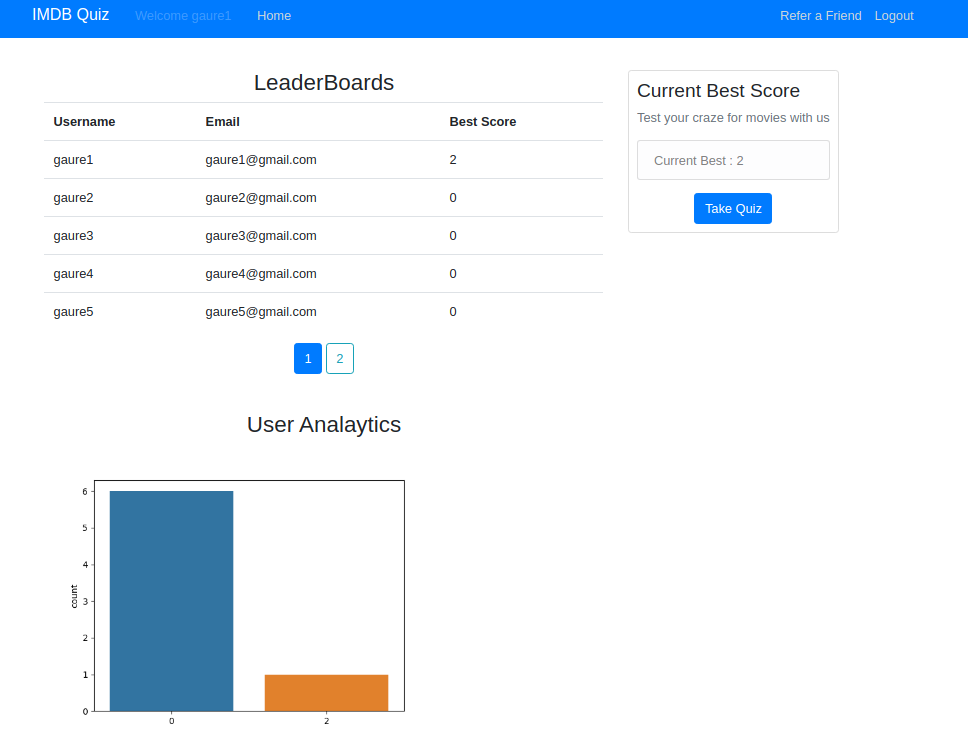 IMDB Quiz Welcome gaure1 Home Refer a Friend Logout
LeaderBoards
Username Email Best Score
gaure1 gaure1@gmail.com 2
gaure2 gaure2@gmail.com 0
gaure3 gaure3@gmail.com 0
gaure4 gaure4@gmail.com 0
gaure5 gaure5@gmail.com 0
1 2
Current Best Score
Test your craze for movies with us
Current Best : 2
Take Quiz
User Analaytics
6
5
4
3
2
1
0
count
0 2